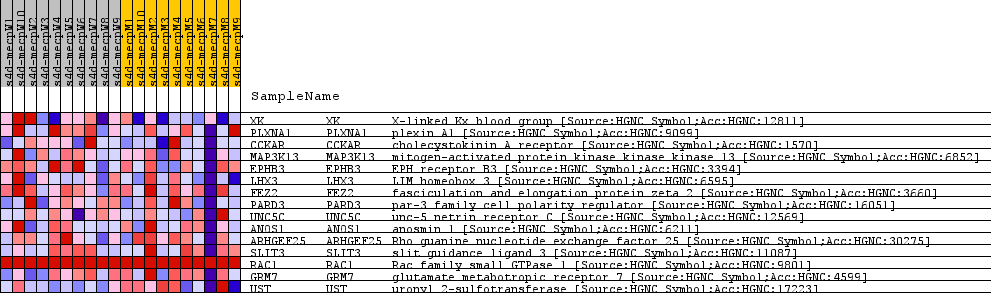 s4d-mecpW1
s4d-mecpW10
s4d-mecpW2
s4d-mecpW3
s4d-mecpW4
s4d-mecpW5
s4d-mecpW6
s4d-mecpW7
s4d-mecpW8
s4d-mecpW9
s4d-mecpM1
s4d-mecpM10
s4d-mecpM2
s4d-mecpM3
s4d-mecpM4
s4d-mecpM5
s4d-mecpM6
s4d-mecpM7
s4d-mecpM8
s4d-mecpM9
SampleName
XK XK X-linked Kx blood group [Source:HGNC Symbol;Acc:HGNC:12811]
PLXNA1 PLXNA1 plexin A1 [Source:HGNC Symbol;Acc:HGNC:9099]
CCKAR CCKAR cholecystokinin A receptor [Source:HGNC Symbol;Acc:HGNC:1570]
MAP3K13 MAP3K13 mitogen-activated protein kinase kinase kinase 13 [Source:HGNC Symbol;Acc:HGNC:6852]
EPHB3 EPHB3 EPH receptor B3 [Source:HGNC Symbol;Acc:HGNC:3394]
LHX3 LHX3 LIM homeobox 3 [Source:HGNC Symbol;Acc:HGNC:6595]
FEZ2 FEZ2 fasciculation and elongation protein zeta 2 [Source:HGNC Symbol;Acc:HGNC:3660]
PARD3 PARD3 par-3 family cell polarity regulator [Source:HGNC Symbol;Acc:HGNC:16051]
UNC5C UNC5C unc-5 netrin receptor C [Source:HGNC Symbol;Acc:HGNC:12569]
ANOS1 ANOS1 anosmin 1 [Source:HGNC Symbol;Acc:HGNC:6211]
ARHGEF25 ARHGEF25 Rho guanine nucleotide exchange factor 25 [Source:HGNC Symbol;Acc:HGNC:30275]
SLIT3 SLIT3 slit guidance ligand 3 [Source:HGNC Symbol;Acc:HGNC:11087]
RAC1 RAC1 Rac family small GTPase 1 [Source:HGNC Symbol;Acc:HGNC:9801]
GRM7 GRM7 glutamate metabotropic receptor 7 [Source:HGNC Symbol;Acc:HGNC:4599]
UST UST uronyl 2-sulfotransferase [Source:HGNC Symbol;Acc:HGNC:17223]